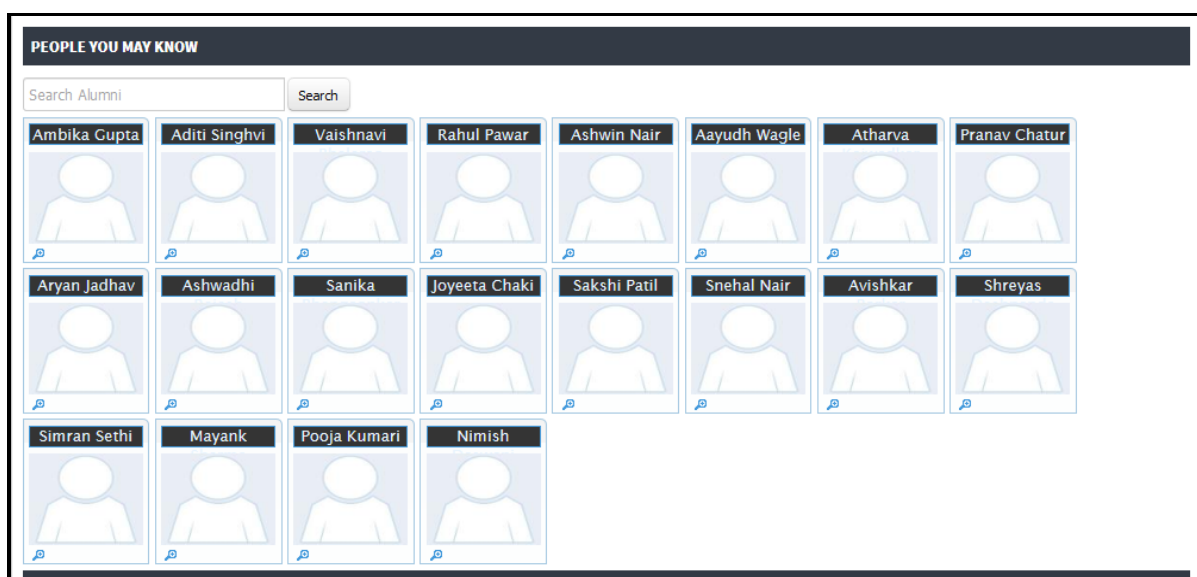 PEOPLE YOU MAY KNOW
Search Alumni Search
Ambika Gupta Aditi Singhvi Vaishnavi Rahul Pawar Ashwin Nair Aayudh Wagle Atharva Pranav Chatur
Aryan Jadhav Ashwadhi Sanika Joyeeta Chaki Sakshi Patil Snehal Nair Avishkar Shreyas
Simran Sethi Mayank Pooja Kumari Nimish